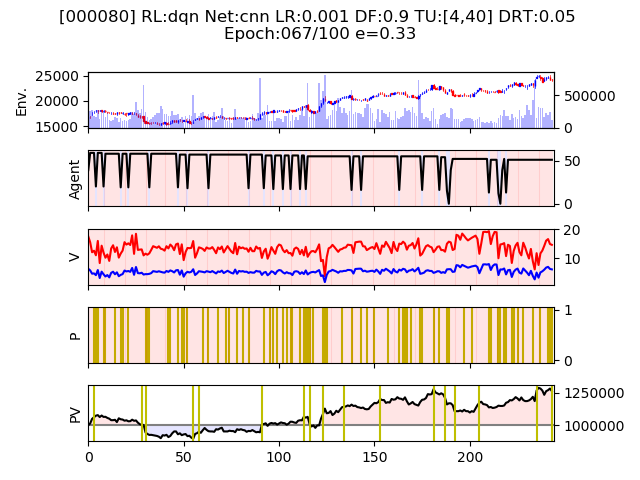 [000080] RL:dqn Net:cnn LR:0.001 DF:0.9 TU:[4,40] DRT:0.05
Epoch:067/100 e=0.33
Env.
25000
20000
15000
500000
0
Agent
50
0
V
20
10
P
1
0
PV
1250000
1000000
0
50
100
150
200